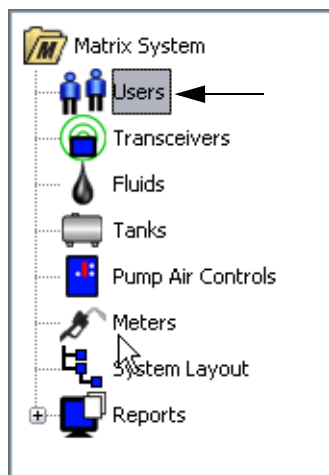 Matrix System
Users
Transceivers
Fluids
Tanks
Pump Air Controls
Meters
System Layout
Reports